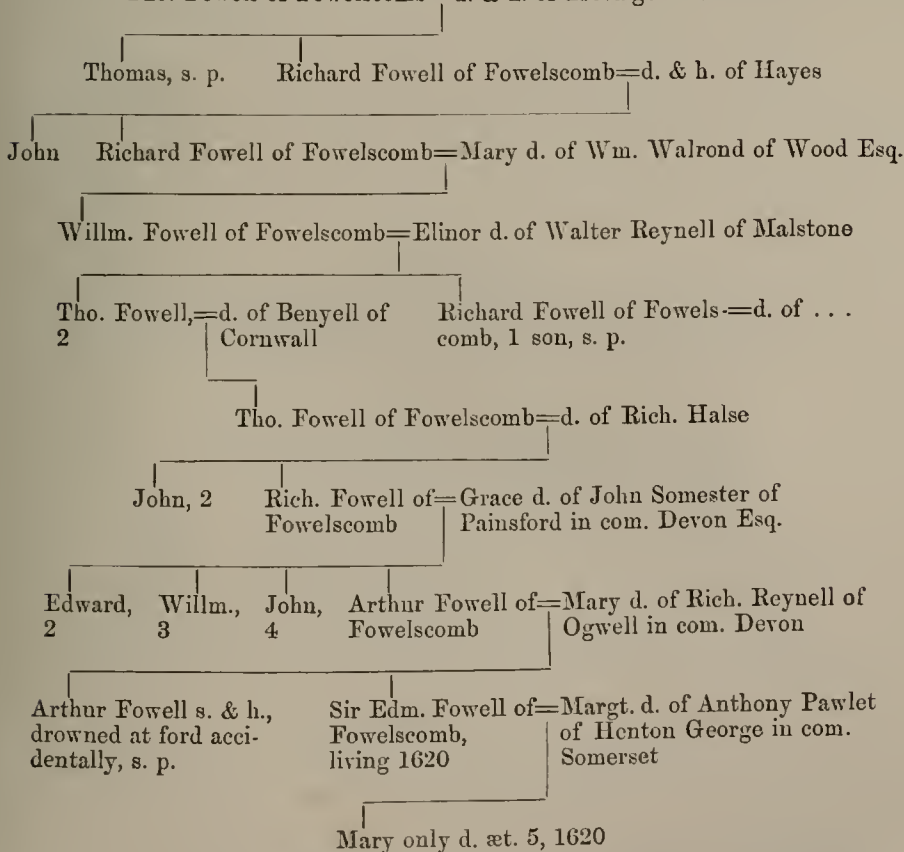 Thomas, s. p. Richard Fowell of Fowelscomb=d. & h. of Hayes
John Richard Fowell of Fowelscomb=Mary d. of Wm. Walrond of Wood Esq.
Willm. Fowell of Fowelscomb=Elinor d. of Walter Reynell of Malstone
Tho. Fowell,=d. of Benyell of Richard Fowell of Fowels-=d. of . . .
2 Cornwall comb, 1 son, s. p.
Tho. Fowell of Fowelscomb=d. of Rich. Halse
John, 2 Rich. Fowell of=Grace d. of John Somester of
Fowelscomb Painsford in com. Devon Esq.
Edward, Willm., John, Arthur Fowell of=Mary d. of Rich. Reynell of
2 3 4 Fowelscomb Ogwell in com. Devon
Arthur Fowell s. & h., Sir Edm. Fowell of=Margt. d. of Anthony Pawlet
drowned at ford acci- Fowelscomb, of Henton George in com.
dentally, s. p. living 1620 Somerset
Mary only d. æt. 5, 1620